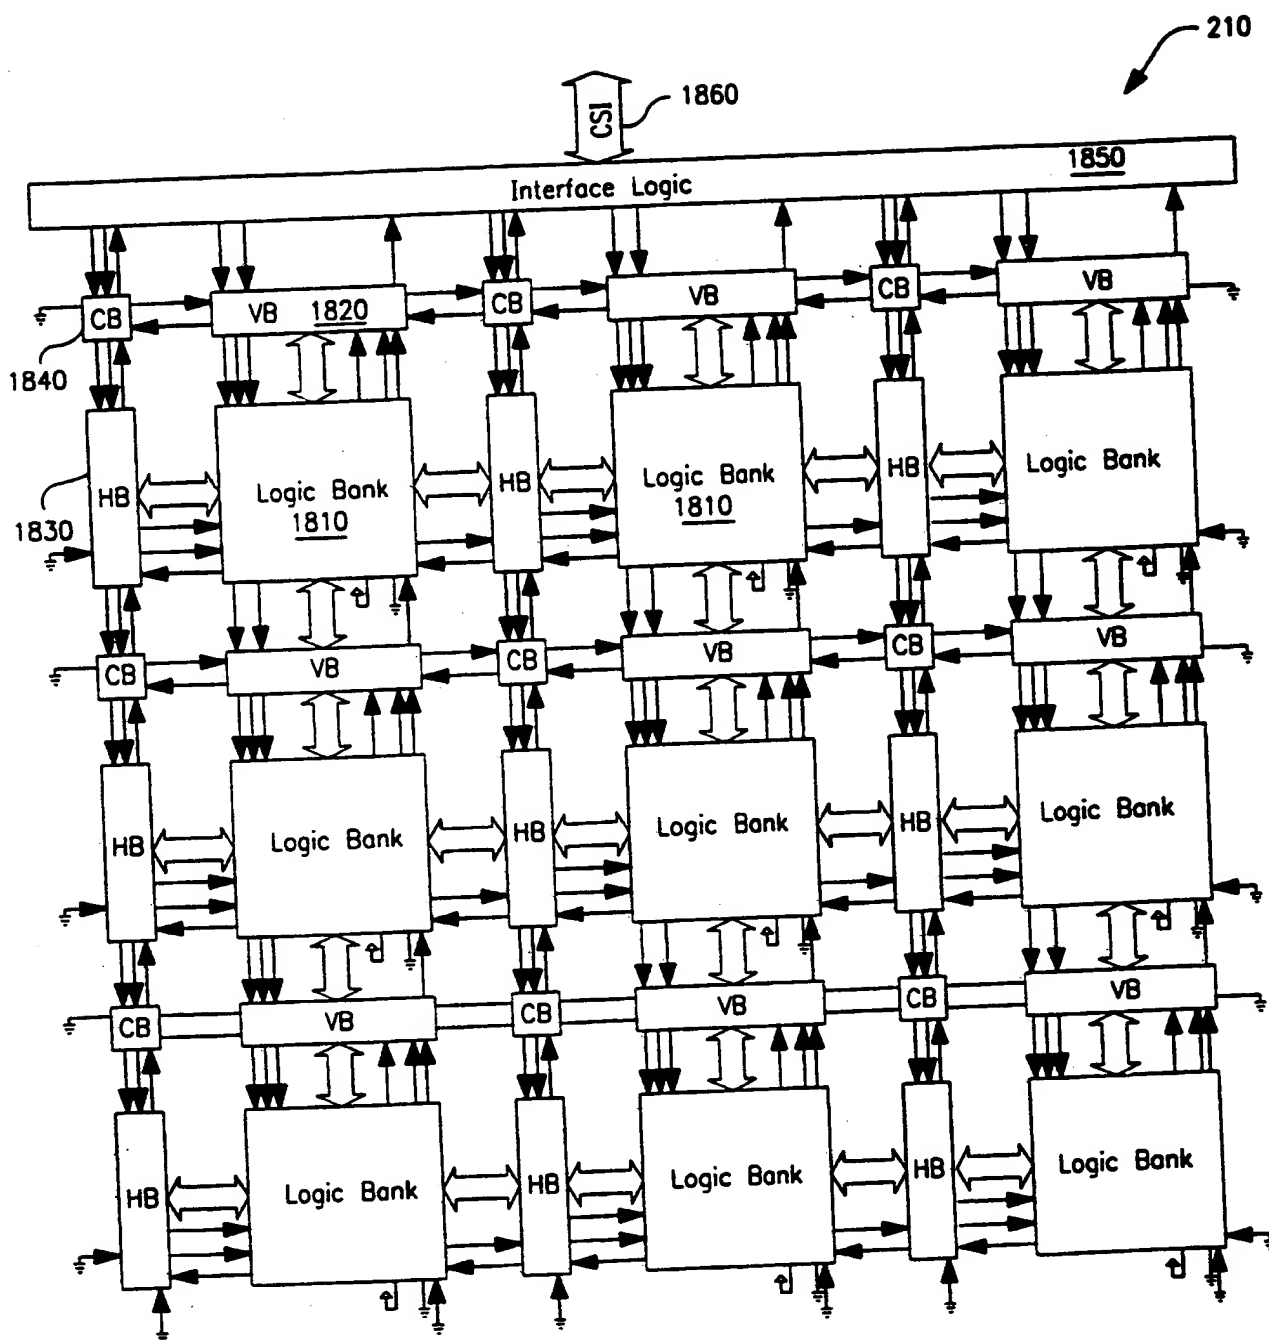 210
1860
CSI
1850
Interface Logic
CB VB 1820 CB VB CB VB
1840
HB Logic Bank 1810 HB Logic Bank 1810 HB Logic Bank
1830
CB VB CB VB CB VB
HB Logic Bank HB Logic Bank HB Logic Bank
CB VB CB VB CB VB
HB Logic Bank HB Logic Bank HB Logic Bank